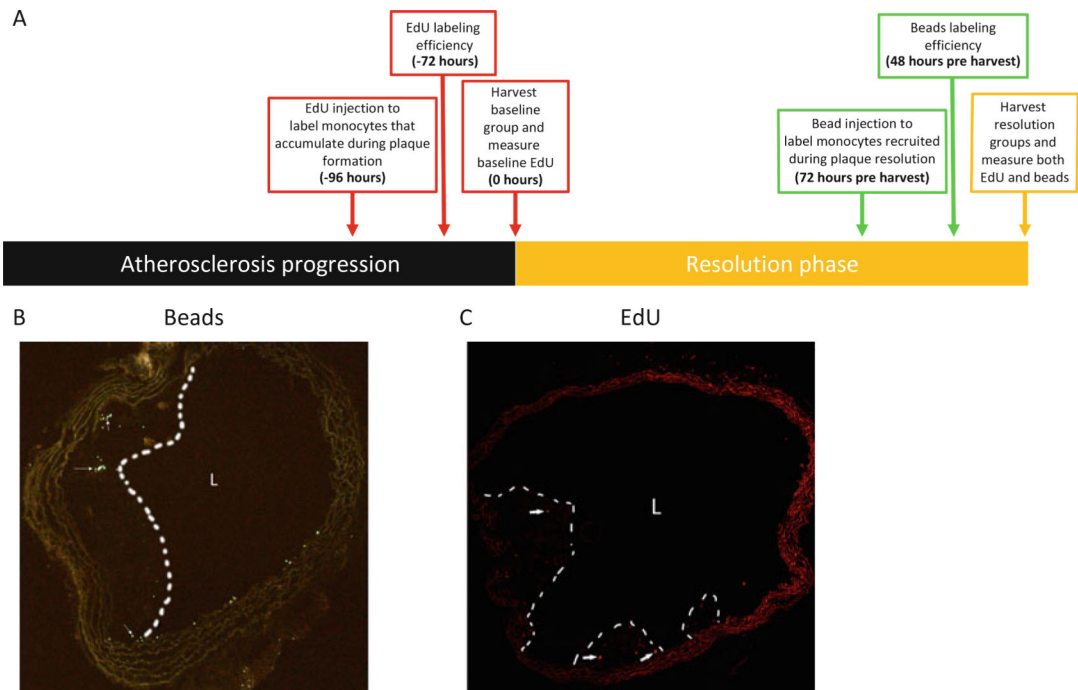 A
EdU labeling
efficiency
(-72 hours)
Beads labeling
efficiency
(48 hours pre harvest)
EdU injection to
label monocytes that
accumulate during plaque
formation
(-96 hours)
Harvest
baseline
group and
measure
baseline EdU
(0 hours)
Bead injection to
label monocytes recruited
during plaque resolution
(72 hours pre harvest)
Harvest
resolution
groups and
measure both
EdU and beads
Atherosclerosis progression
Resolution phase
B
Beads
L
C
EdU
L